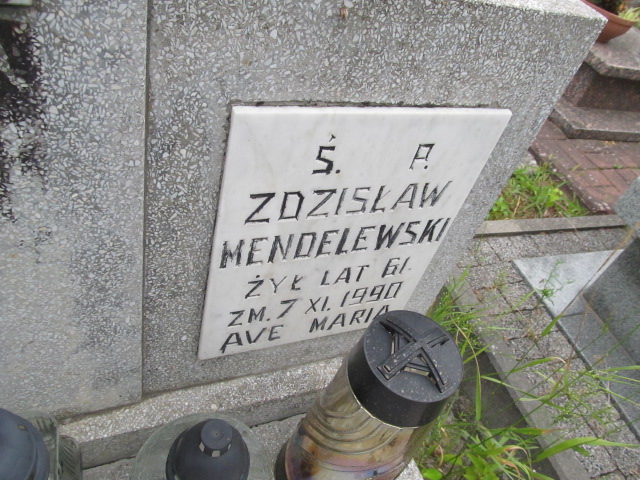 Ś. P.
ZDZISŁAW
MENDELEWSKI
ŻYŁ LAT 61.
ZM. 7 XI. 1990
AVE MARIA